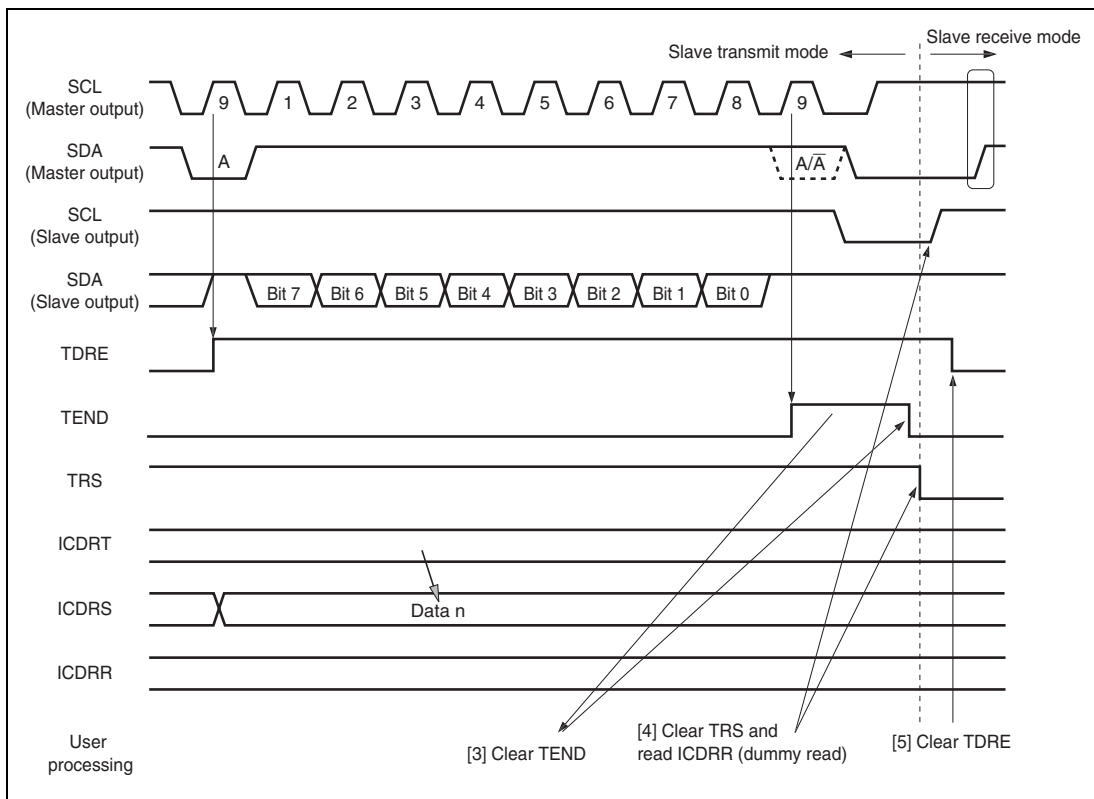 Slave transmit mode
Slave receive mode
SCL
(Master output)
9 1 2 3 4 5 6 7 8 9
SDA
(Master output)
A
A/A̅
SCL
(Slave output)
SDA
(Slave output)
Bit 7 Bit 6 Bit 5 Bit 4 Bit 3 Bit 2 Bit 1 Bit 0
TDRE
TEND
TRS
ICDRT
ICDRS
Data n
ICDRR
User
processing
[3] Clear TEND
[4] Clear TRS and
read ICDRR (dummy read)
[5] Clear TDRE